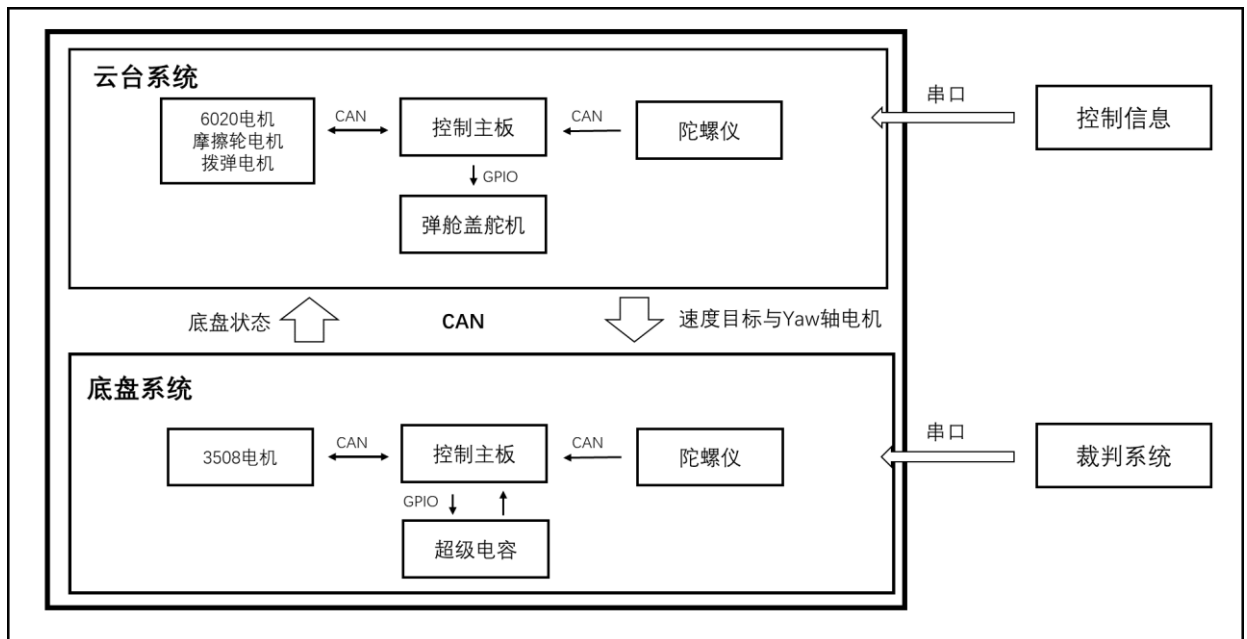 云台系统
6020电机
摩擦轮电机
拨弹电机
CAN
控制主板
CAN
陀螺仪
GPIO
弹舱盖舵机
串口
控制信息
底盘状态
CAN
速度目标与Yaw轴电机
底盘系统
3508电机
CAN
控制主板
CAN
陀螺仪
GPIO
超级电容
串口
裁判系统